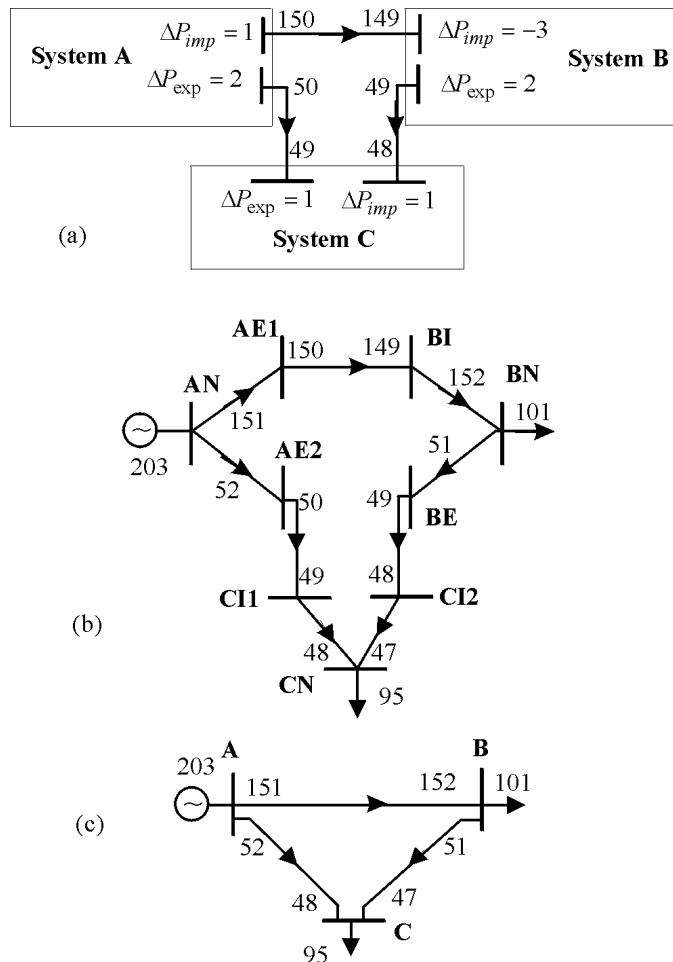 150 149
ΔP_imp = 1 ΔP_imp = −3
System A System B
ΔP_exp = 2 50 49 ΔP_exp = 2
49 48
ΔP_exp = 1 ΔP_imp = 1
(a) System C
AE1 BI
150 149
AN 152 BN
151 101
AE2 51
203 52 50 49 BE
49 48
CI1 CI2
(b) 48 47
CN 95
A B
203 151 152 101
(c) 52 51
48 47
C
95